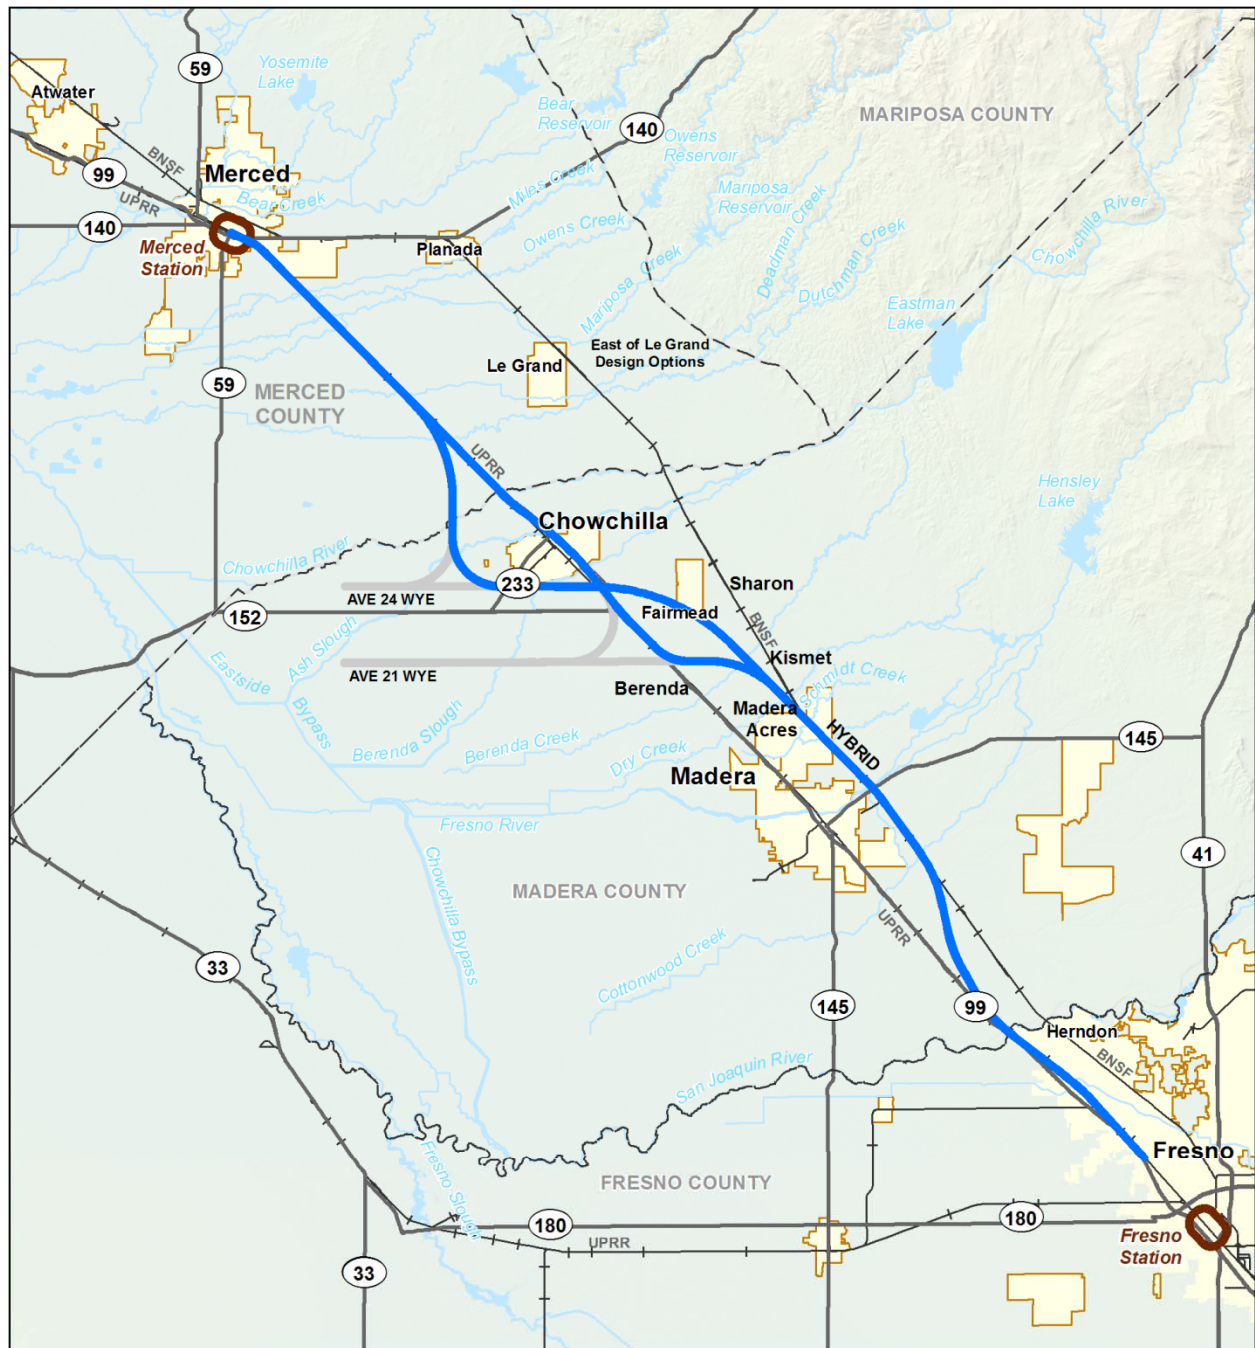 59
Yosemite
Lake
Atwater
Bear
Reservoir
MARIPOSA COUNTY
140
Owens
Reservoir
BNSF
99
Merced
Miles Creek
Mariposa
Reservoir
Deadman Creek
Chowchilla River
UPRR
Bear Creek
140
Merced
Station
Planada
Owens Creek
Mariposa Creek
Dutchman Creek
Eastman
Lake
East of Le Grand
Design Options
Le Grand
59
MERCED
COUNTY
UPRR
Hensley
Lake
Chowchilla
Chowchilla River
233
Sharon
AVE 24 WYE
152
Fairmead
BNSF
Ash Slough
Eastside
Bypass
AVE 21 WYE
Kismet
Berenda
Schmidt Creek
Madera
Acres
HYBRID
Berenda Slough
Berenda Creek
Dry Creek
145
Madera
Fresno River
41
Chowchilla Bypass
MADERA COUNTY
UPRR
33
Cottonwood Creek
145
99
Herndon
BNSF
San Joaquin River
Fresno
Fresno Slough
FRESNO COUNTY
180
180
UPRR
Fresno
Station
33